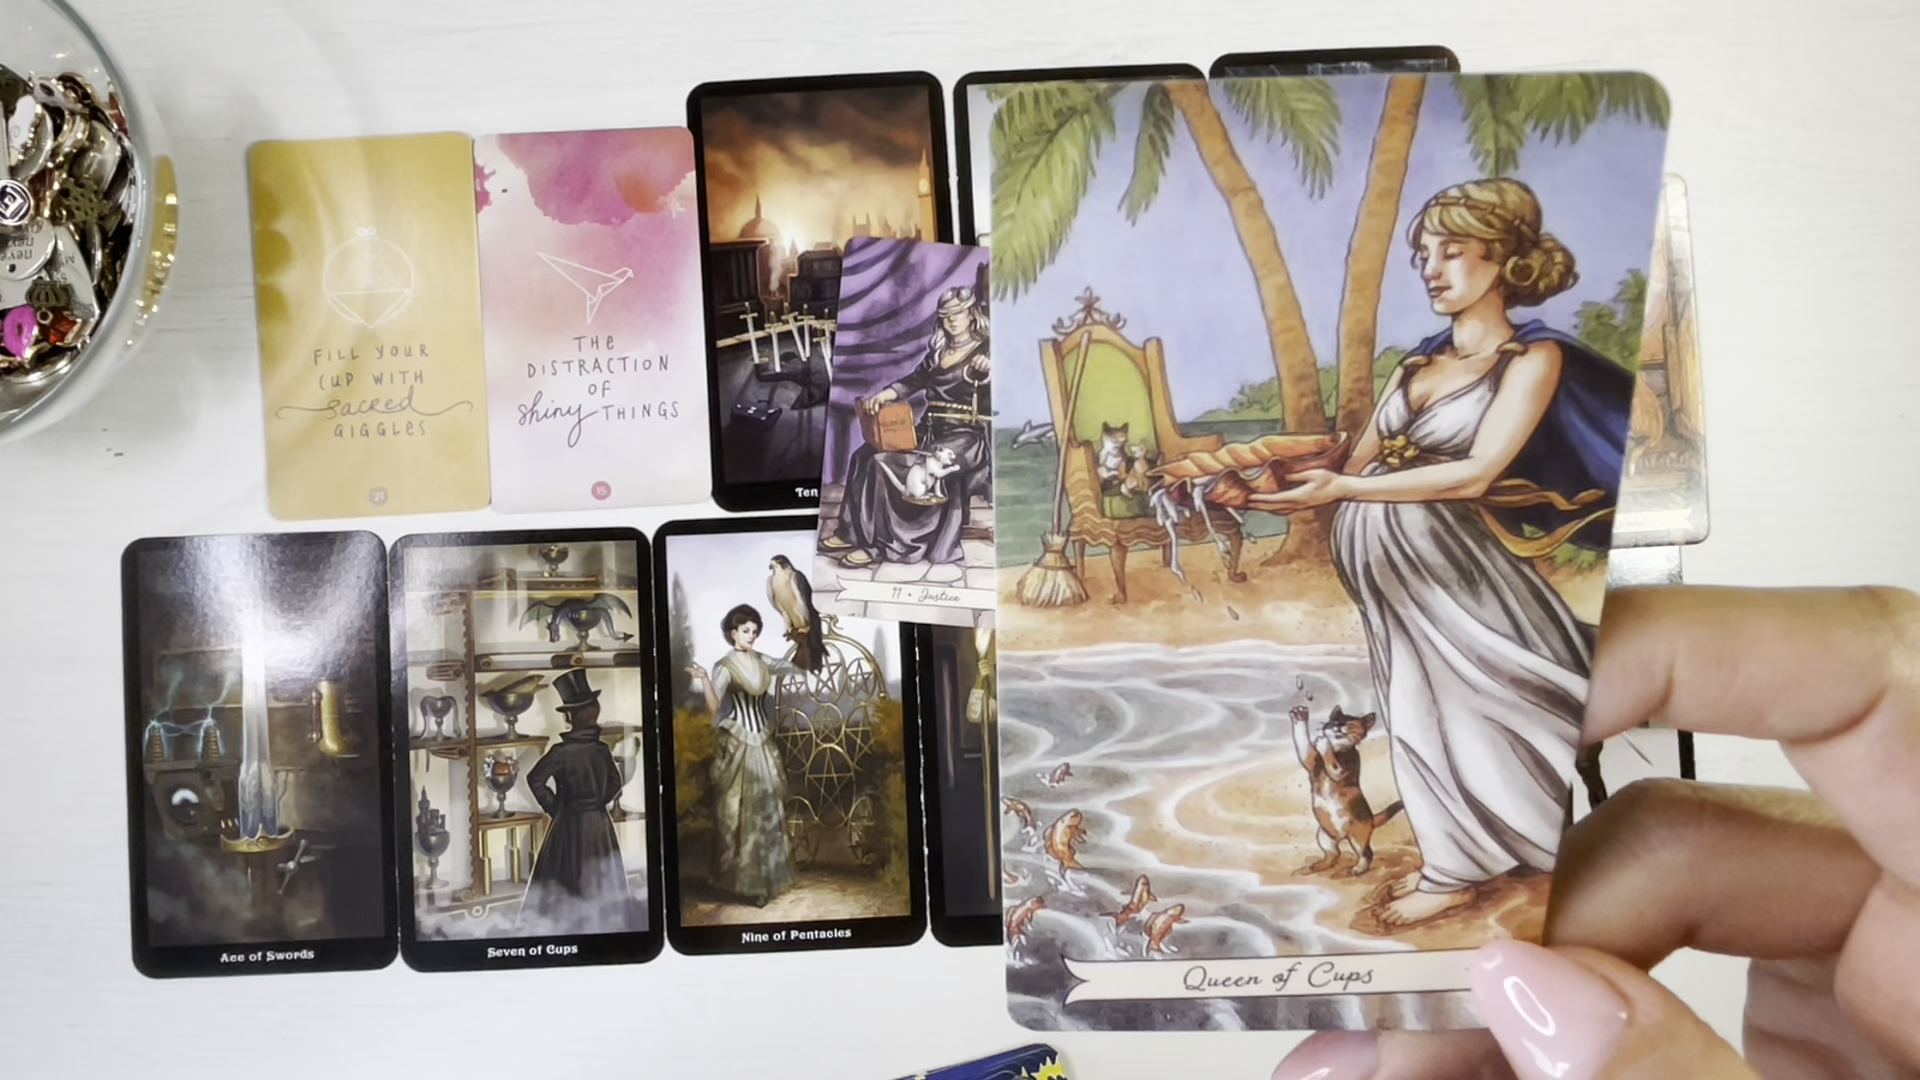 FILL YOUR
CUP WITH
sacred
GIGGLES
21
THE
DISTRACTION
OF
shiny THINGS
15
Ten
11 • Justice
Queen of Cups
Ace of Swords
Seven of Cups
Nine of Pentacles